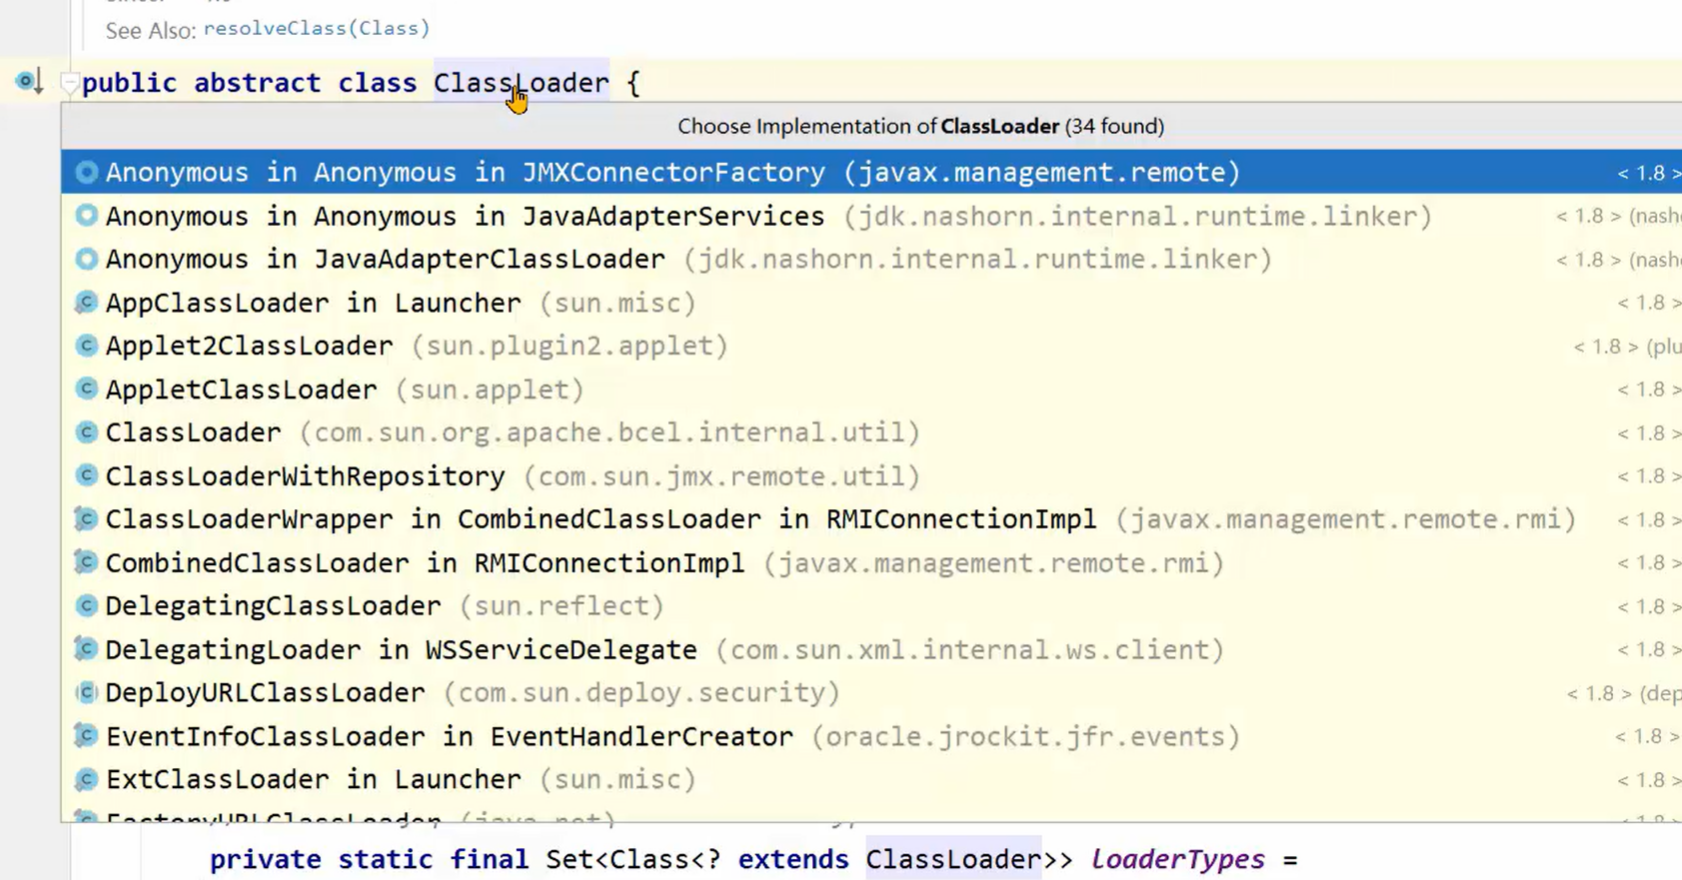 See Also: resolveClass(Class)
public abstract class ClassLoader {
Choose Implementation of ClassLoader (34 found)
Anonymous in Anonymous in JMXConnectorFactory (javax.management.remote) < 1.8 >
Anonymous in Anonymous in JavaAdapterServices (jdk.nashorn.internal.runtime.linker) < 1.8 > (nash
Anonymous in JavaAdapterClassLoader (jdk.nashorn.internal.runtime.linker) < 1.8 > (nash
AppClassLoader in Launcher (sun.misc) < 1.8 >
Applet2ClassLoader (sun.plugin2.applet) < 1.8 > (plu
AppletClassLoader (sun.applet) < 1.8 >
ClassLoader (com.sun.org.apache.bcel.internal.util) < 1.8 >
ClassLoaderWithRepository (com.sun.jmx.remote.util) < 1.8 >
ClassLoaderWrapper in CombinedClassLoader in RMIConnectionImpl (javax.management.remote.rmi) < 1.8 >
CombinedClassLoader in RMIConnectionImpl (javax.management.remote.rmi) < 1.8 >
DelegatingClassLoader (sun.reflect) < 1.8 >
DelegatingLoader in WSServiceDelegate (com.sun.xml.internal.ws.client) < 1.8 >
DeployURLClassLoader (com.sun.deploy.security) < 1.8 > (dep
EventInfoClassLoader in EventHandlerCreator (oracle.jrockit.jfr.events) < 1.8 >
ExtClassLoader in Launcher (sun.misc) < 1.8 >
FactoryURLClassLoader (java.net) < 1.8 >
private static final Set<Class<? extends ClassLoader>> loaderTypes =